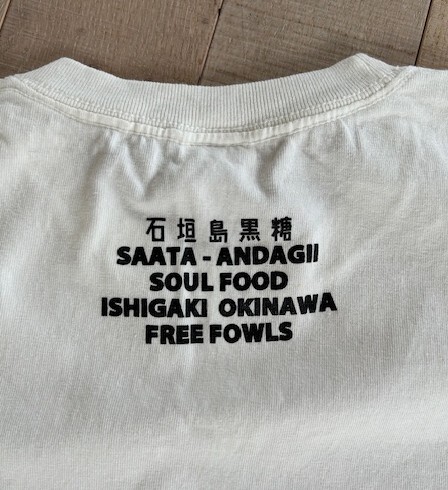 石垣島黒糖
SAATA - ANDAGII
SOUL FOOD
ISHIGAKI OKINAWA
FREE FOWLS